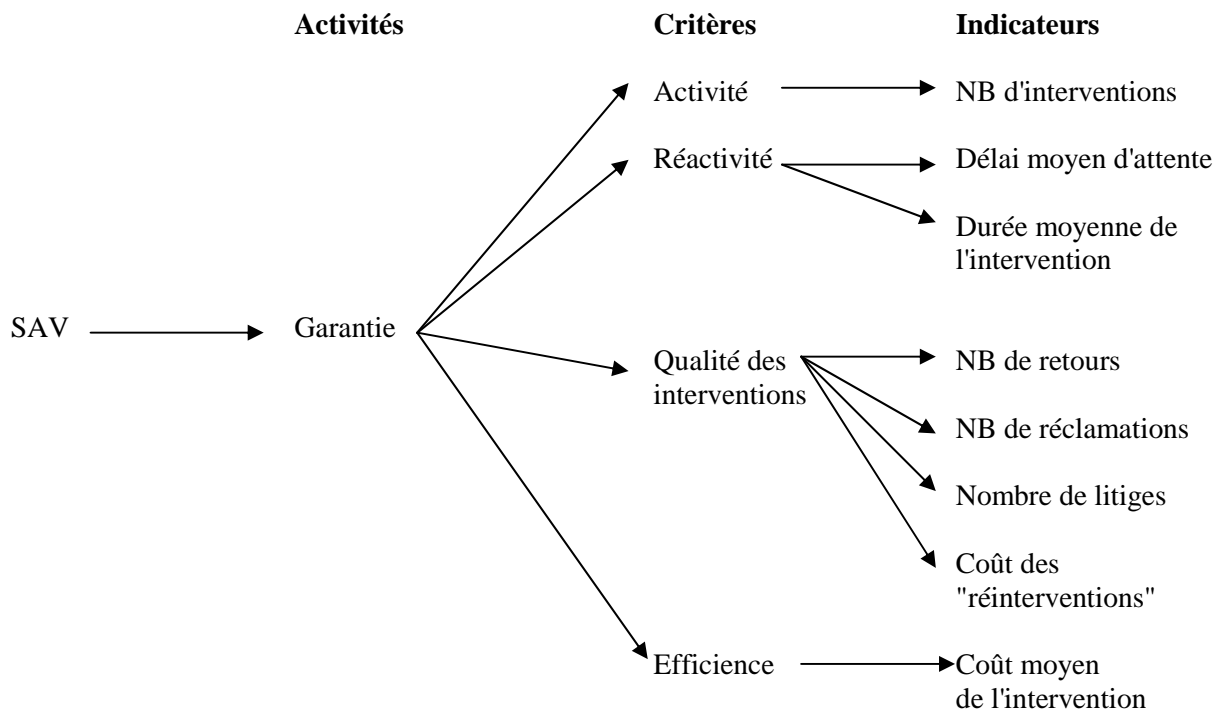 Activités Critères Indicateurs
Activité NB d'interventions
Réactivité Délai moyen d'attente
Durée moyenne de
l'intervention
SAV Garantie
Qualité des NB de retours
interventions
NB de réclamations
Nombre de litiges
Coût des
"réinterventions"
Efficience Coût moyen
de l'intervention